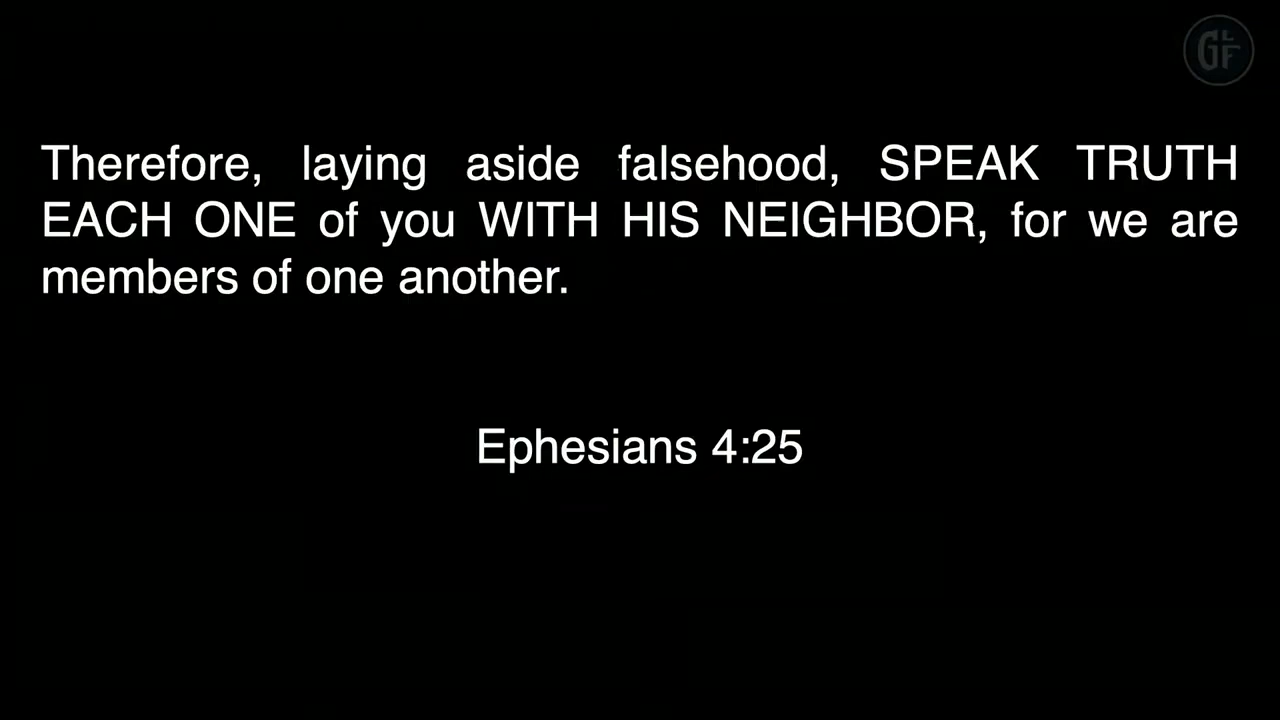 Therefore, laying aside falsehood, SPEAK TRUTH
EACH ONE of you WITH HIS NEIGHBOR, for we are
members of one another.
Ephesians 4:25